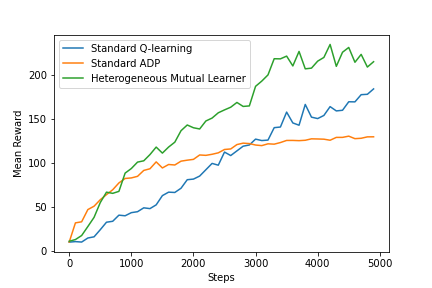 Standard Q-learning
Standard ADP
Heterogeneous Mutual Learner
Mean Reward
200
150
100
50
0
0 1000 2000 3000 4000 5000
Steps